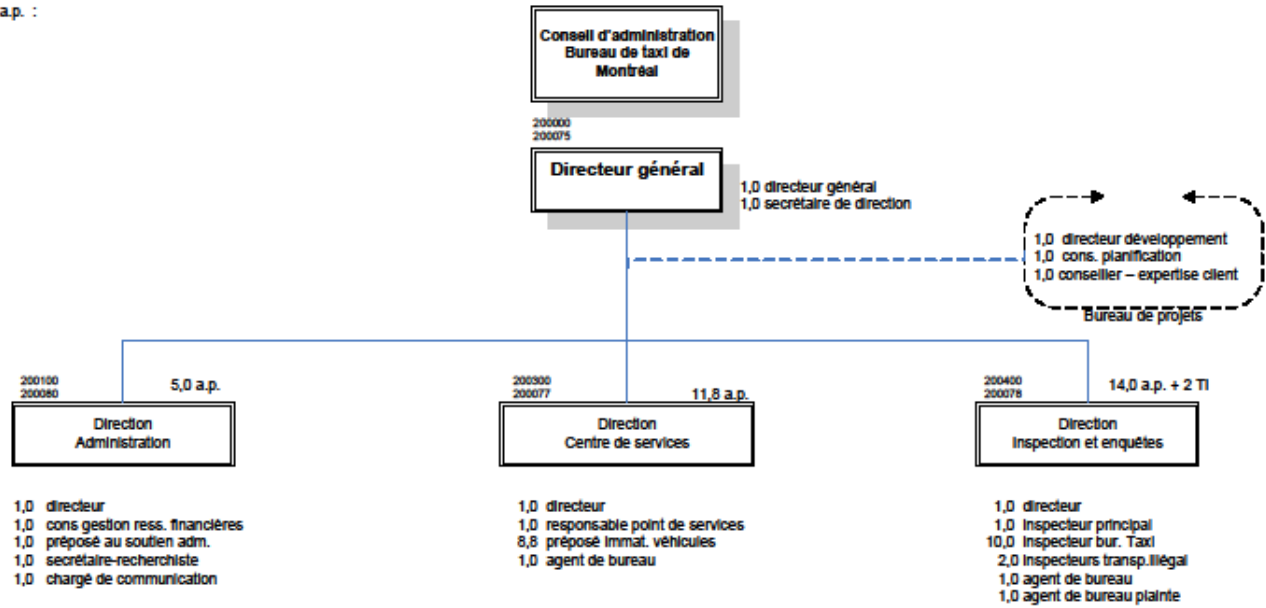 a.p. :
Conseil d'administration
Bureau de taxi de
Montréal
200000
200075
Directeur général
1,0 directeur général
1,0 secrétaire de direction
1,0 directeur développement
1,0 cons. planification
1,0 conseiller – expertise client
Bureau de projets
200100
200080
5,0 a.p.
Direction
Administration
1,0 directeur
1,0 cons gestion ress. financières
1,0 préposé au soutien adm.
1,0 secrétaire-recherchiste
1,0 chargé de communication
200300
200077
11,8 a.p.
Direction
Centre de services
1,0 directeur
1,0 responsable point de services
8,8 préposé immat. véhicules
1,0 agent de bureau
200400
200078
14,0 a.p. + 2 TI
Direction
Inspection et enquêtes
1,0 directeur
1,0 inspecteur principal
10,0 inspecteur bur. Taxi
2,0 inspecteurs transp.illégal
1,0 agent de bureau
1,0 agent de bureau plainte